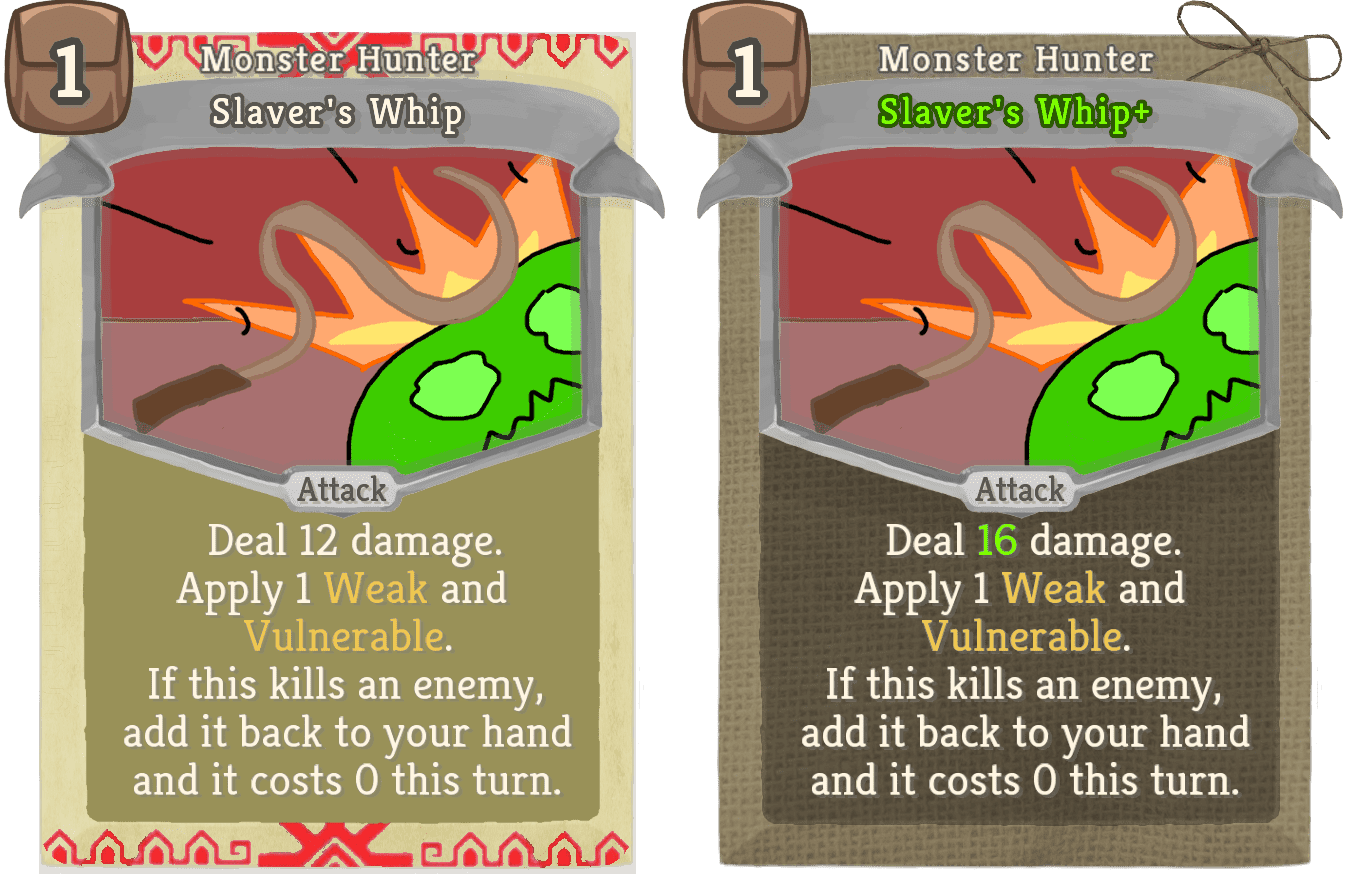 1
Monster Hunter
Slaver's Whip
Attack
Deal 12 damage.
Apply 1 Weak and
Vulnerable.
If this kills an enemy,
add it back to your hand
and it costs 0 this turn.
1
Monster Hunter
Slaver's Whip+
Attack
Deal 16 damage.
Apply 1 Weak and
Vulnerable.
If this kills an enemy,
add it back to your hand
and it costs 0 this turn.